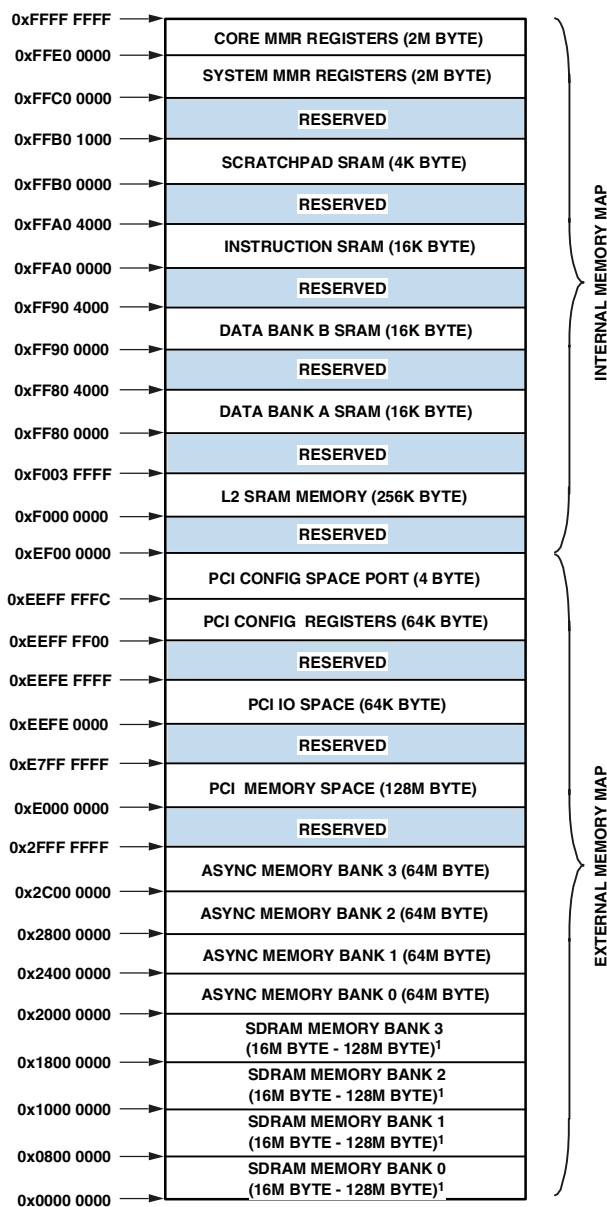 0xFFFF FFFF
CORE MMR REGISTERS (2M BYTE)
0xFFE0 0000
SYSTEM MMR REGISTERS (2M BYTE)
0xFFC0 0000
RESERVED
0xFFB0 1000
SCRATCHPAD SRAM (4K BYTE)
0xFFB0 0000
RESERVED
0xFFA0 4000
INSTRUCTION SRAM (16K BYTE)
0xFFA0 0000
RESERVED
0xFF90 4000
DATA BANK B SRAM (16K BYTE)
0xFF90 0000
RESERVED
0xFF80 4000
DATA BANK A SRAM (16K BYTE)
0xFF80 0000
RESERVED
0xF003 FFFF
L2 SRAM MEMORY (256K BYTE)
0xF000 0000
RESERVED
0xEF00 0000
INTERNAL MEMORY MAP
PCI CONFIG SPACE PORT (4 BYTE)
0xEEFF FFFC
PCI CONFIG REGISTERS (64K BYTE)
0xEEFF FF00
RESERVED
0xEEFE FFFF
PCI IO SPACE (64K BYTE)
0xEEFE 0000
RESERVED
0xE7FF FFFF
PCI MEMORY SPACE (128M BYTE)
0xE000 0000
RESERVED
0x2FFF FFFF
ASYNC MEMORY BANK 3 (64M BYTE)
0x2C00 0000
ASYNC MEMORY BANK 2 (64M BYTE)
0x2800 0000
ASYNC MEMORY BANK 1 (64M BYTE)
0x2400 0000
ASYNC MEMORY BANK 0 (64M BYTE)
0x2000 0000
SDRAM MEMORY BANK 3
(16M BYTE - 128M BYTE)¹
0x1800 0000
SDRAM MEMORY BANK 2
(16M BYTE - 128M BYTE)¹
0x1000 0000
SDRAM MEMORY BANK 1
(16M BYTE - 128M BYTE)¹
0x0800 0000
SDRAM MEMORY BANK 0
(16M BYTE - 128M BYTE)¹
0x0000 0000
EXTERNAL MEMORY MAP